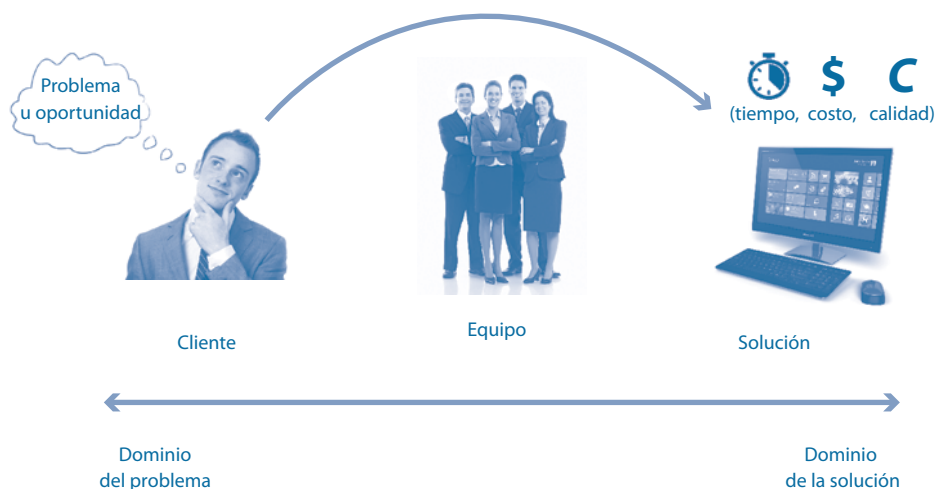 Problema
u oportunidad
$ C
(tiempo, costo, calidad)
Cliente
Equipo
Solución
Dominio
del problema
Dominio
de la solución